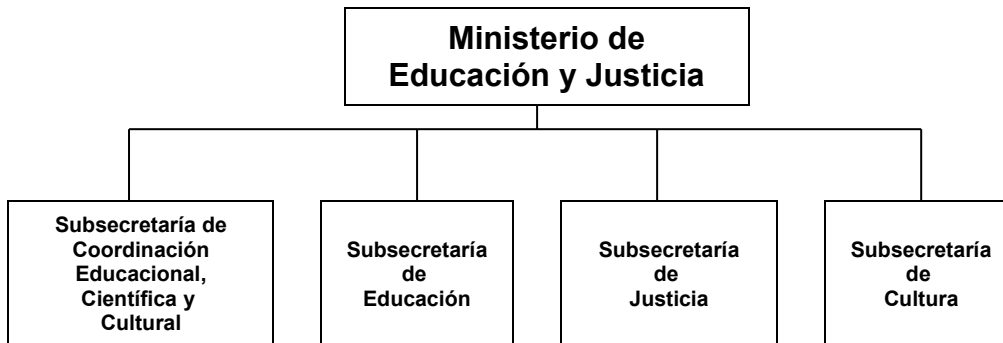 Ministerio de
Educación y Justicia
Subsecretaría de
Coordinación
Educacional,
Científica y
Cultural
Subsecretaría
de
Educación
Subsecretaría
de
Justicia
Subsecretaría
de
Cultura